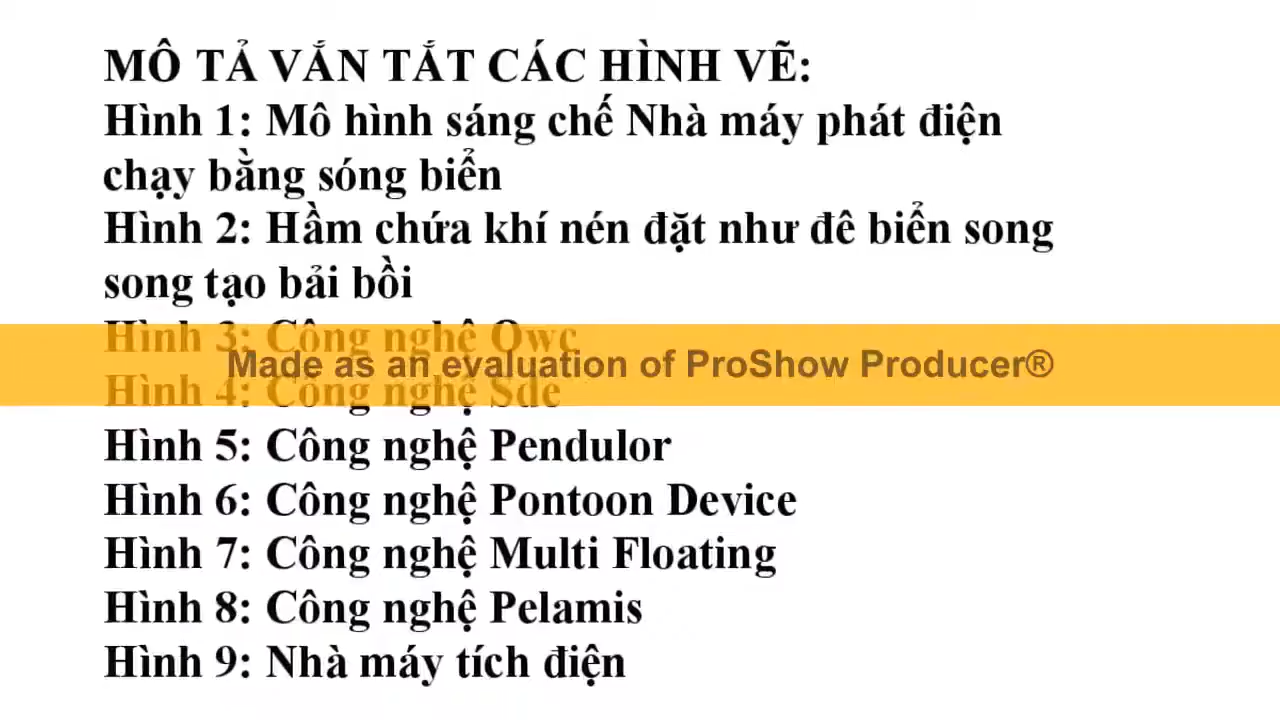 MÔ TẢ VẮN TẮT CÁC HÌNH VẼ:
Hình 1: Mô hình sáng chế Nhà máy phát điện
chạy bằng sóng biển
Hình 2: Hầm chứa khí nén đặt như đê biển song
song tạo bải bồi
Hình 3: Công nghệ Owc
Made as an evaluation of ProShow Producer®
Hình 4: Công nghệ Sde
Hình 5: Công nghệ Pendulor
Hình 6: Công nghệ Pontoon Device
Hình 7: Công nghệ Multi Floating
Hình 8: Công nghệ Pelamis
Hình 9: Nhà máy tích điện